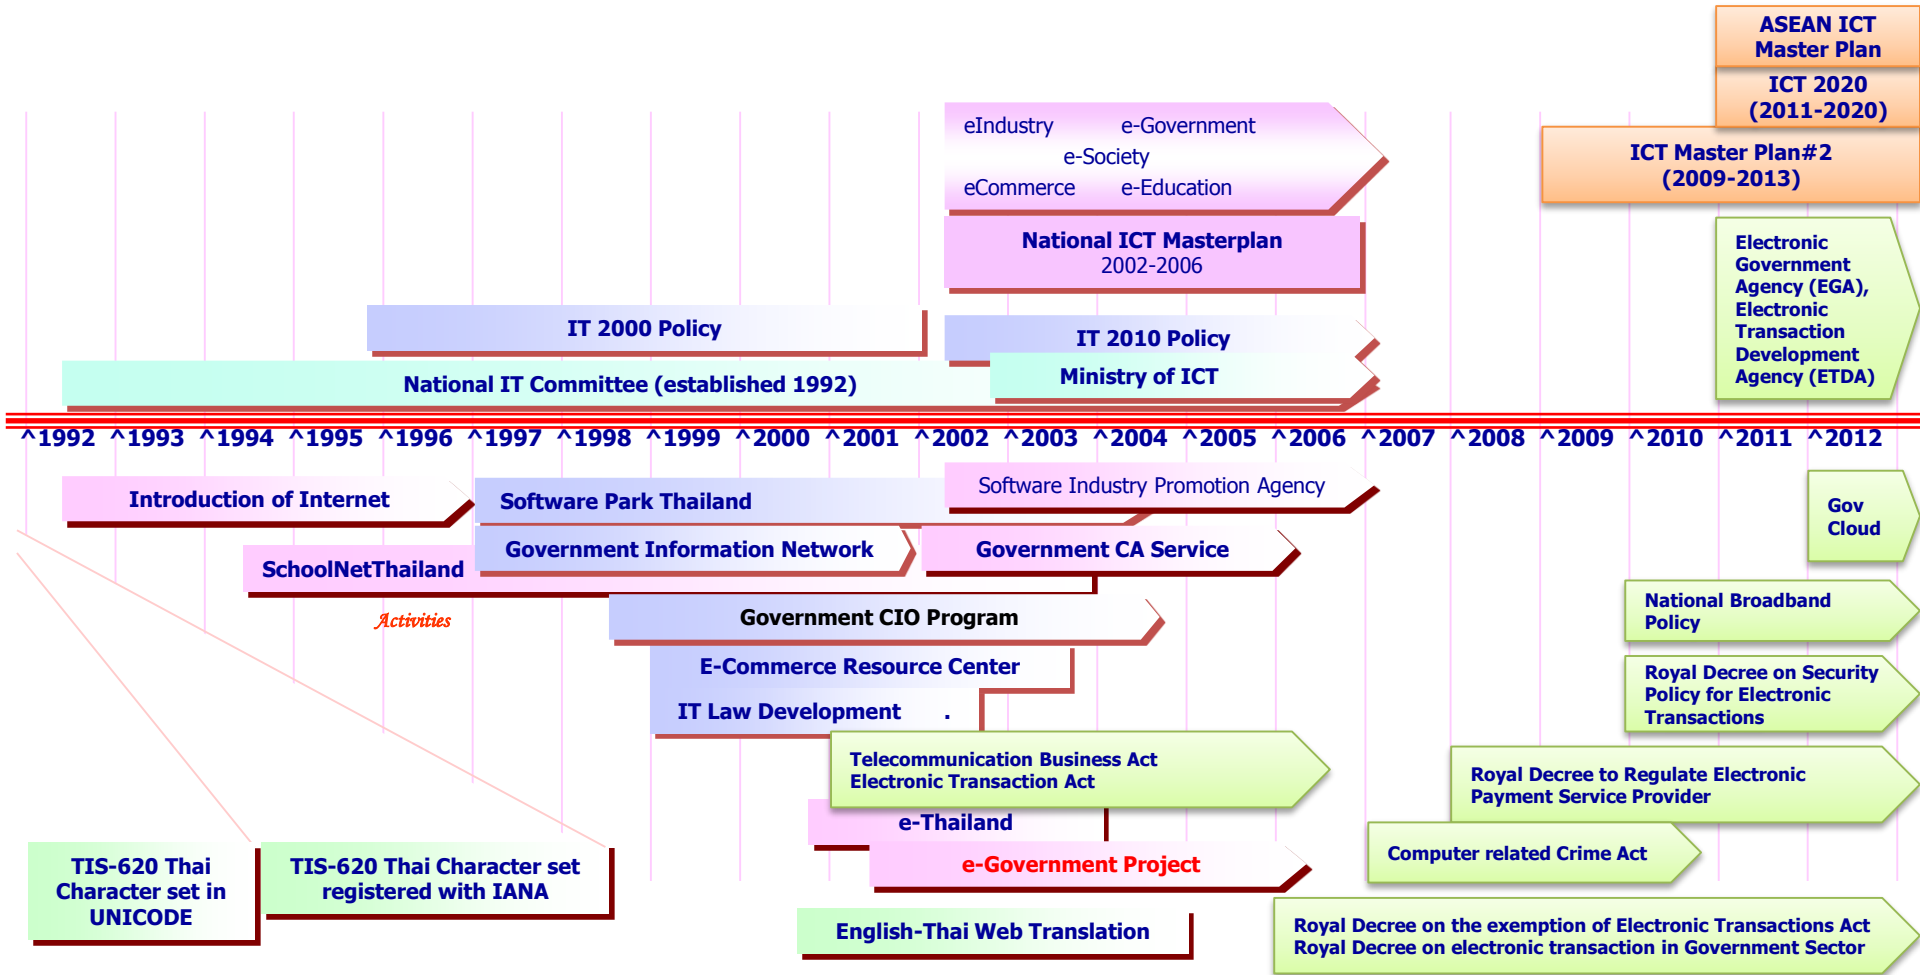 ASEAN ICT
Master Plan
ICT 2020
(2011-2020)
ICT Master Plan#2
(2009-2013)
eIndustry e-Government
e-Society
eCommerce e-Education
National ICT Masterplan
2002-2006
Electronic
Government
Agency (EGA),
Electronic
Transaction
Development
Agency (ETDA)
IT 2000 Policy
IT 2010 Policy
National IT Committee (established 1992)
Ministry of ICT
^1992 ^1993 ^1994 ^1995 ^1996 ^1997 ^1998 ^1999 ^2000 ^2001 ^2002 ^2003 ^2004 ^2005 ^2006 ^2007 ^2008 ^2009 ^2010 ^2011 ^2012
Introduction of Internet
Software Park Thailand
Software Industry Promotion Agency
Gov
Cloud
Government Information Network
Government CA Service
SchoolNetThailand
Activities
Government CIO Program
National Broadband
Policy
E-Commerce Resource Center
IT Law Development .
Royal Decree on Security
Policy for Electronic
Transactions
Telecommunication Business Act
Electronic Transaction Act
Royal Decree to Regulate Electronic
Payment Service Provider
e-Thailand
e-Government Project
Computer related Crime Act
TIS-620 Thai
Character set in
UNICODE
TIS-620 Thai Character set
registered with IANA
English-Thai Web Translation
Royal Decree on the exemption of Electronic Transactions Act
Royal Decree on electronic transaction in Government Sector